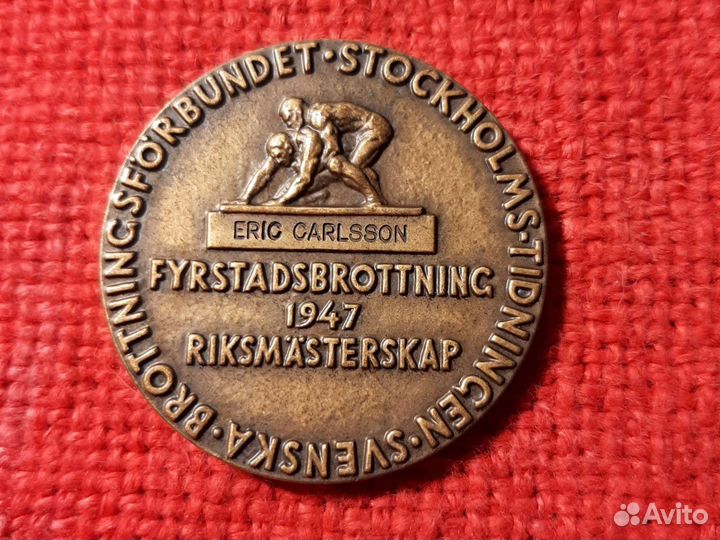 STOCKHOLMS-TIDNINGEN · SVENSKA · BROTTNINGSFÖRBUNDET ·
ERIC CARLSSON
FYRSTADSBROTTNING
1947
RIKSMÄSTERSKAP
Avito